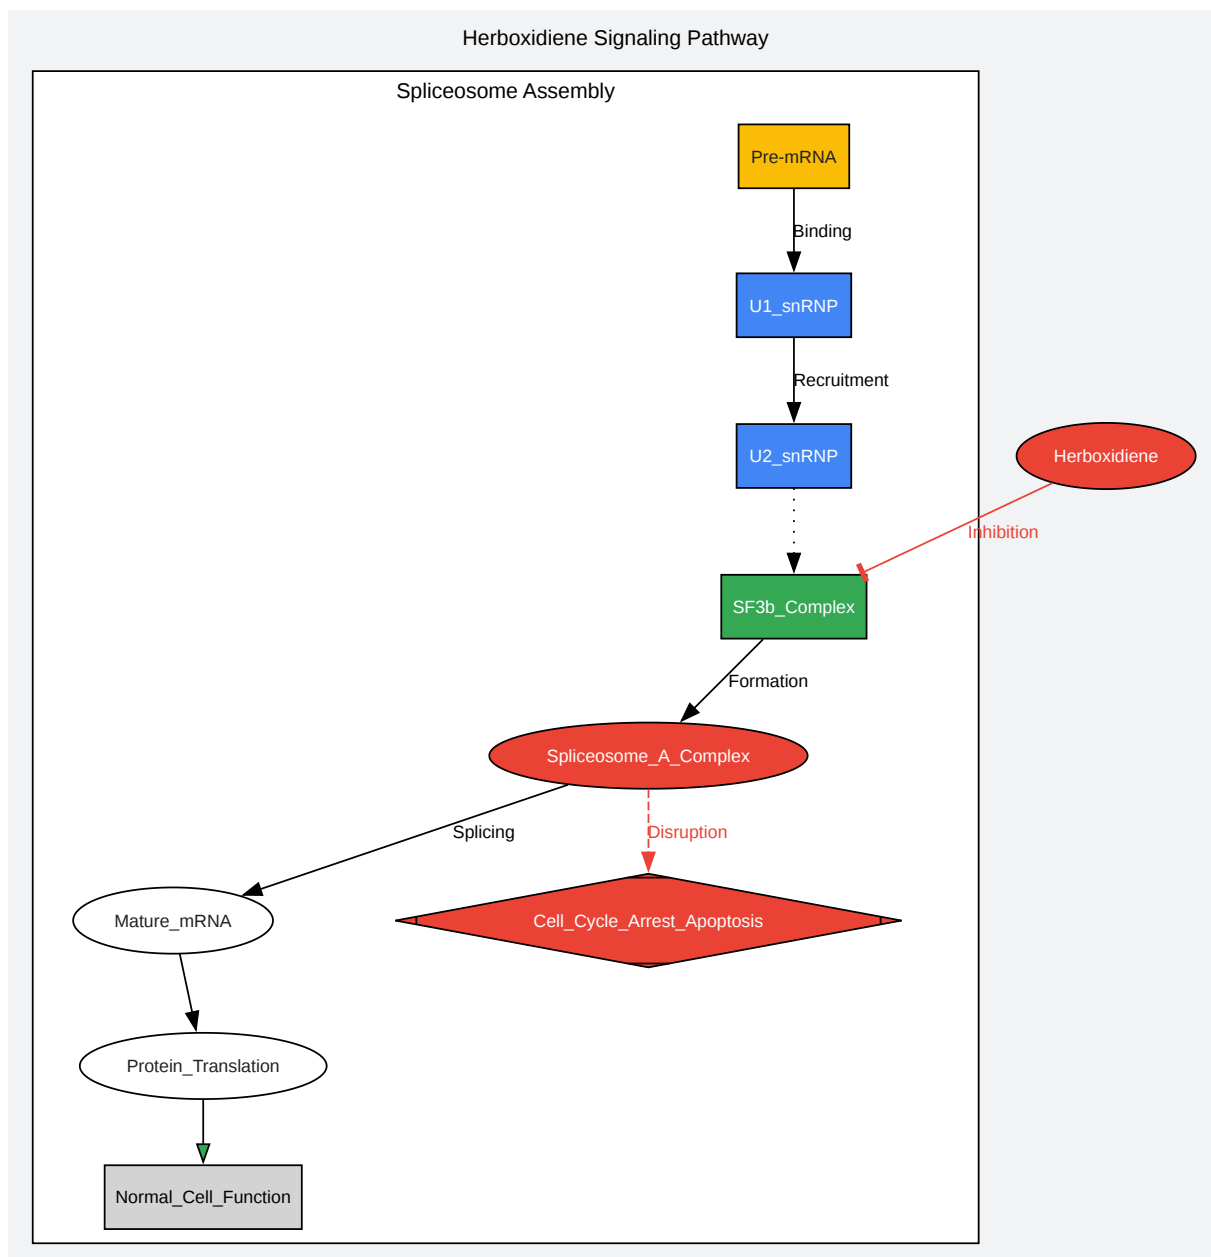 Herboxidiene Signaling Pathway
Spliceosome Assembly
Pre-mRNA
Binding
U1_snRNP
Recruitment
U2_snRNP
Herboxidiene
Inhibition
SF3b_Complex
Formation
Spliceosome_A_Complex
Splicing
Disruption
Mature_mRNA
Cell_Cycle_Arrest_Apoptosis
Protein_Translation
Normal_Cell_Function